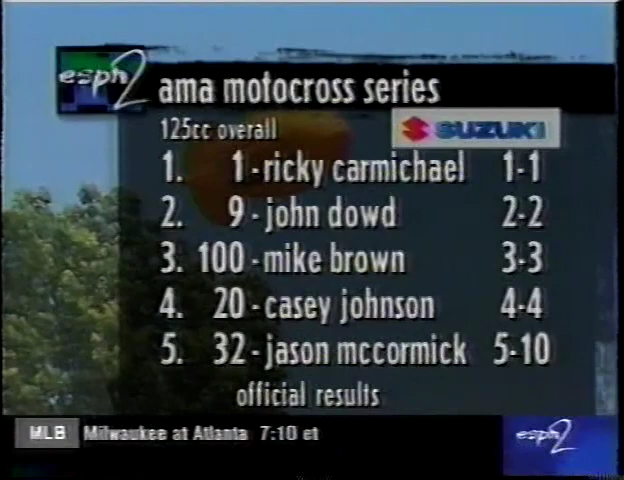 espn2
ama motocross series
125cc overall
SUZUKI
1. 1 - ricky carmichael 1-1
2. 9 - john dowd 2-2
3. 100 - mike brown 3-3
4. 20 - casey johnson 4-4
5. 32 - jason mccormick 5-10
official results
MLB Milwaukee at Atlanta 7:10 et
espn2